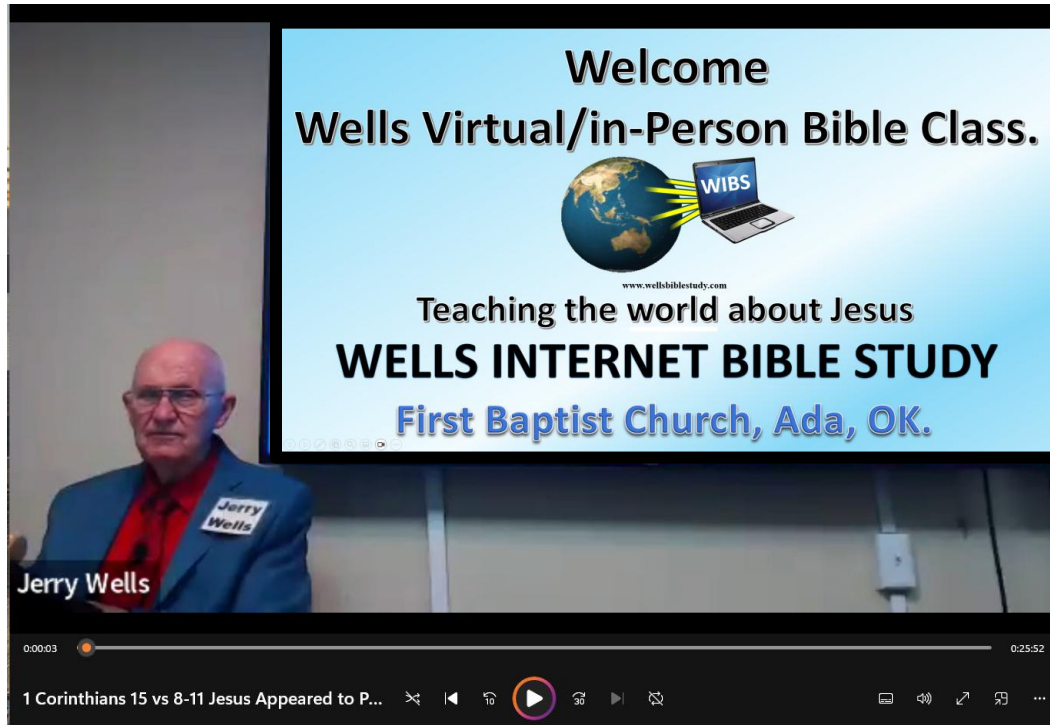 Welcome
Wells Virtual/in-Person Bible Class.
WIBS
www.wellsbiblestudy.com
Teaching the world about Jesus
WELLS INTERNET BIBLE STUDY
First Baptist Church, Ada, OK.
Jerry
Wells
Jerry Wells
0:00:03
0:25:52
1 Corinthians 15 vs 8-11 Jesus Appeared to P...
10
30